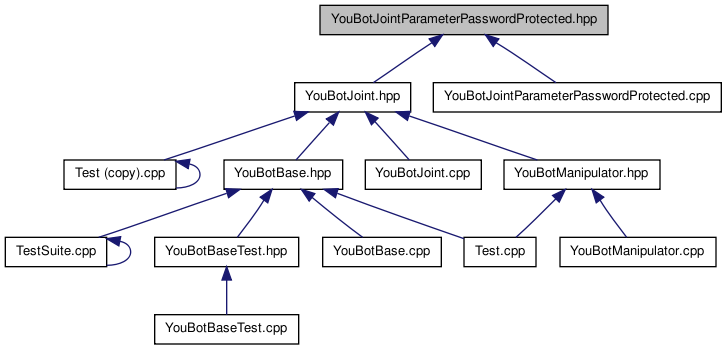 YouBotJointParameterPasswordProtected.hpp
YouBotJoint.hpp
YouBotJointParameterPasswordProtected.cpp
Test (copy).cpp
YouBotBase.hpp
YouBotJoint.cpp
YouBotManipulator.hpp
TestSuite.cpp
YouBotBaseTest.hpp
YouBotBase.cpp
Test.cpp
YouBotManipulator.cpp
YouBotBaseTest.cpp